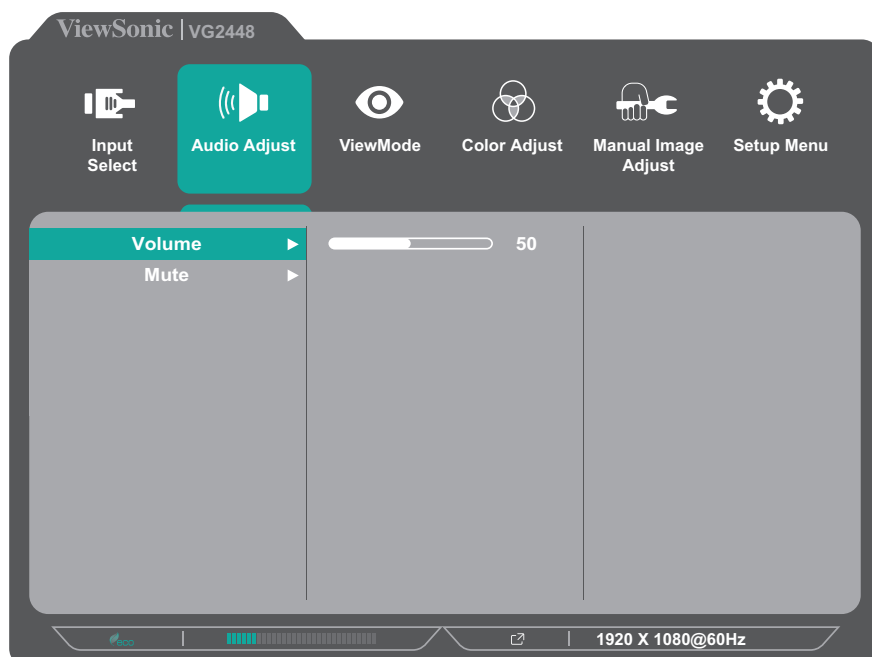 ViewSonic | VG2448
Input Select
Audio Adjust
ViewMode
Color Adjust
Manual Image Adjust
Setup Menu
Volume 50
Mute
eco
1920 X 1080@60Hz